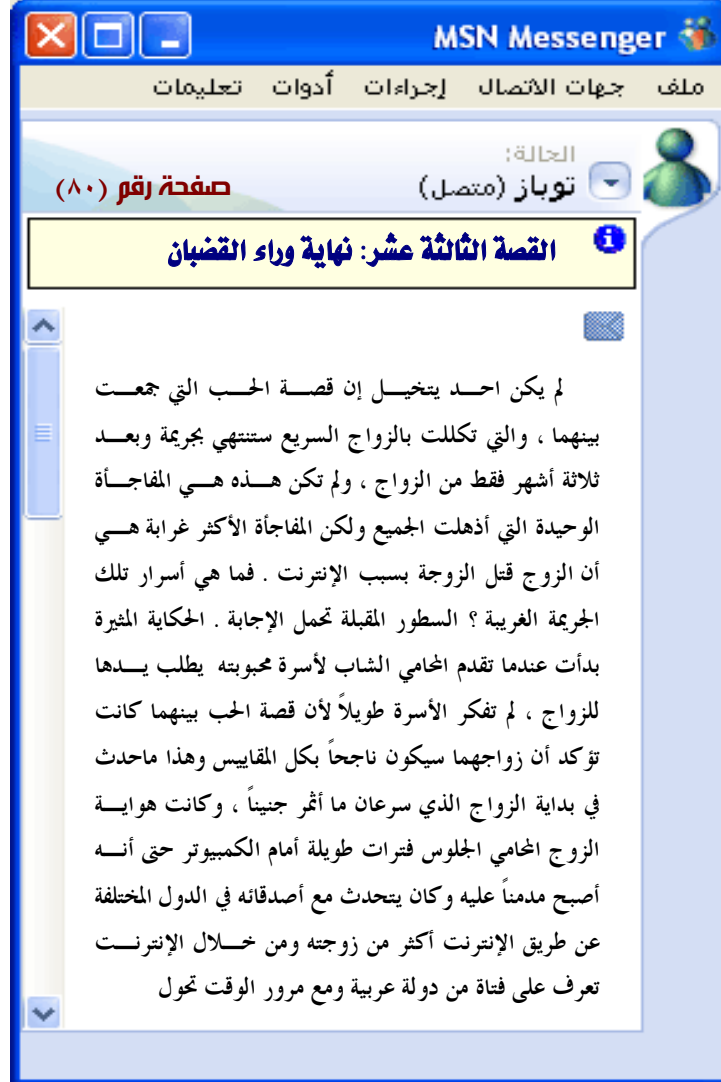 MSN Messenger
ملف جهات الاتصال إجراءات أدوات تعليمات
الحالة:
توباز (متصل)
صفحة رقم (٨٠)
القصة الثالثة عشر: نهاية وراء القضبان
لم يكن احد يتخيل إن قصة الحب التي جمعت
بينهما ، والتي تكللت بالزواج السريع ستنتهي بجريمة وبعد
ثلاثة أشهر فقط من الزواج ، ولم تكن هذه هي المفاجأة
الوحيدة التي أذهلت الجميع ولكن المفاجأة الأكثر غرابة هي
أن الزوج قتل الزوجة بسبب الإنترنت . فما هي أسرار تلك
الجريمة الغريبة ؟ السطور المقبلة تحمل الإجابة . الحكاية المثيرة
بدأت عندما تقدم المحامي الشاب لأسرة محبوبته يطلب يدها
للزواج ، لم تفكر الأسرة طويلاً لأن قصة الحب بينهما كانت
تؤكد أن زواجهما سيكون ناجحاً بكل المقاييس وهذا ماحدث
في بداية الزواج الذي سرعان ما أثمر جنيناً ، وكانت هواية
الزوج المحامي الجلوس فترات طويلة أمام الكمبيوتر حتى أنه
أصبح مدمناً عليه وكان يتحدث مع أصدقائه في الدول المختلفة
عن طريق الإنترنت أكثر من زوجته ومن خلال الإنترنت
تعرف على فتاة من دولة عربية ومع مرور الوقت تحول